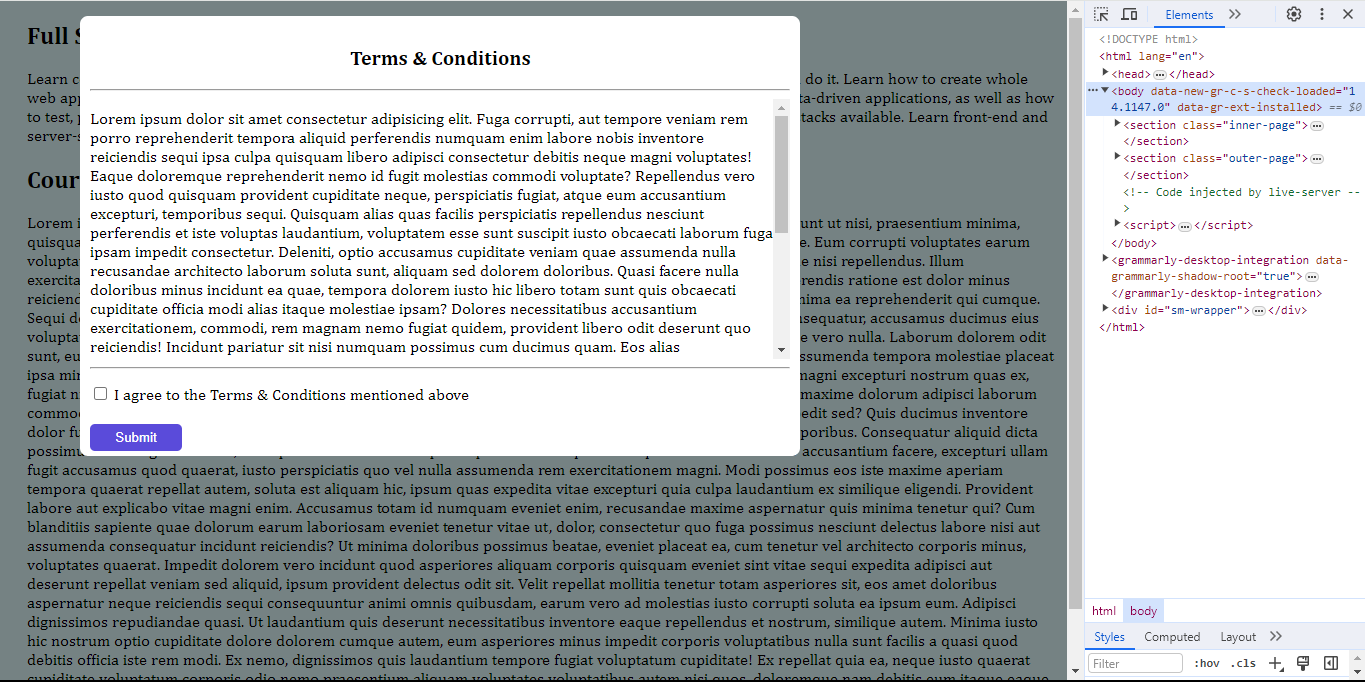 Full S
Terms & Conditions
Learn c
do it. Learn how to create whole
web app
ta-driven applications, as well as how
to test,
tacks available. Learn front-end and
server-s
Lorem ipsum dolor sit amet consectetur adipisicing elit. Fuga corrupti, aut tempore veniam rem
porro reprehenderit tempora aliquid perferendis numquam enim labore nobis inventore
reiciendis sequi ipsa culpa quisquam libero adipisci consectetur debitis neque magni voluptates!
Eaque doloremque reprehenderit nemo id fugit molestias commodi voluptate? Repellendus vero
iusto quod quisquam provident cupiditate neque, perspiciatis fugiat, atque eum accusantium
excepturi, temporibus sequi. Quisquam alias quas facilis perspiciatis repellendus nesciunt
perferendis et iste voluptas laudantium, voluptatem esse sunt suscipit iusto obcaecati laborum fuga
ipsam impedit consectetur. Deleniti, optio accusamus cupiditate veniam quae assumenda nulla
recusandae architecto laborum soluta sunt, aliquam sed dolorem doloribus. Quasi facere nulla
doloribus minus incidunt ea quae, tempora dolorem iusto hic libero totam sunt quis obcaecati
cupiditate officia modi alias itaque molestiae ipsam? Dolores necessitatibus accusantium
exercitationem, commodi, rem magnam nemo fugiat quidem, provident libero odit deserunt quo
reiciendis! Incidunt pariatur sit nisi numquam possimus cum ducimus quam. Eos alias
I agree to the Terms & Conditions mentioned above
Submit
Cour
Lorem i
unt ut nisi, praesentium minima,
quisqua
e. Eum corrupti voluptates earum
volupta
e nisi repellendus. Illum
exercita
rendis ratione est dolor minus
reiciend
nima ea reprehenderit qui cumque.
Sequi do
nsequatur, accusamus ducimus eius
volupta
e vero nulla. Laborum dolorem odit
sunt, eu
assumenda tempora molestiae placeat
ipsa min
magni excepturi nostrum quas ex,
fugiat n
maxime dolorum adipisci laborum
commod
edit sed? Quis ducimus inventore
dolor fu
poribus. Consequatur aliquid dicta
possimu
accusantium facere, excepturi ullam
fugit accusamus quod quaerat, iusto perspiciatis quo vel nulla assumenda rem exercitationem magni. Modi possimus eos iste maxime aperiam
tempora quaerat repellat autem, soluta est aliquam hic, ipsum quas expedita vitae excepturi quia culpa laudantium ex similique eligendi. Provident
labore aut explicabo vitae magni enim. Accusamus totam id numquam eveniet enim, recusandae maxime aspernatur quis minima tenetur qui? Cum
blanditiis sapiente quae dolorum earum laboriosam eveniet tenetur vitae ut, dolor, consectetur quo fuga possimus nesciunt delectus labore nisi aut
assumenda consequatur incidunt reiciendis? Ut minima doloribus possimus beatae, eveniet placeat ea, cum tenetur vel architecto corporis minus,
voluptates quaerat. Impedit dolorem vero incidunt quod asperiores aliquam corporis quisquam eveniet sint vitae sequi expedita adipisci aut
deserunt repellat veniam sed aliquid, ipsum provident delectus odit sit. Velit repellat mollitia tenetur totam asperiores sit, eos amet doloribus
aspernatur neque reiciendis sequi consequuntur animi omnis quibusdam, earum vero ad molestias iusto corrupti soluta ea ipsum eum. Adipisci
dignissimos repudiandae quasi. Ut laudantium quis deserunt necessitatibus inventore eaque repellendus et nostrum, similique autem. Minima iusto
hic nostrum optio cupiditate dolore dolorem cumque autem, eum asperiores minus impedit corporis voluptatibus nulla sunt facilis a quasi quod
debitis officia iste rem modi. Ex nemo, dignissimos quis laudantium tempore fugiat voluptatum cupiditate! Ex repellat quia ea, neque iusto quaerat
cupiditate voluptatum corporis odio nemo praesentium aliquam voluptates voluptatibus autem nisi quos, doloremque nam debitis eum itaque eaque
Elements
<!DOCTYPE html>
<html lang="en">
<head> ... </head>
<body data-new-gr-c-s-check-loaded="1
4.1147.0" data-gr-ext-installed> == $0
<section class="inner-page"> ...
</section>
<section class="outer-page"> ...
</section>
<!-- Code injected by live-server --
>
<script> ... </script>
</body>
<grammarly-desktop-integration data-
grammarly-shadow-root="true"> ...
</grammarly-desktop-integration>
<div id="sm-wrapper"> ... </div>
</html>
html body
Styles Computed Layout
Filter :hov .cls